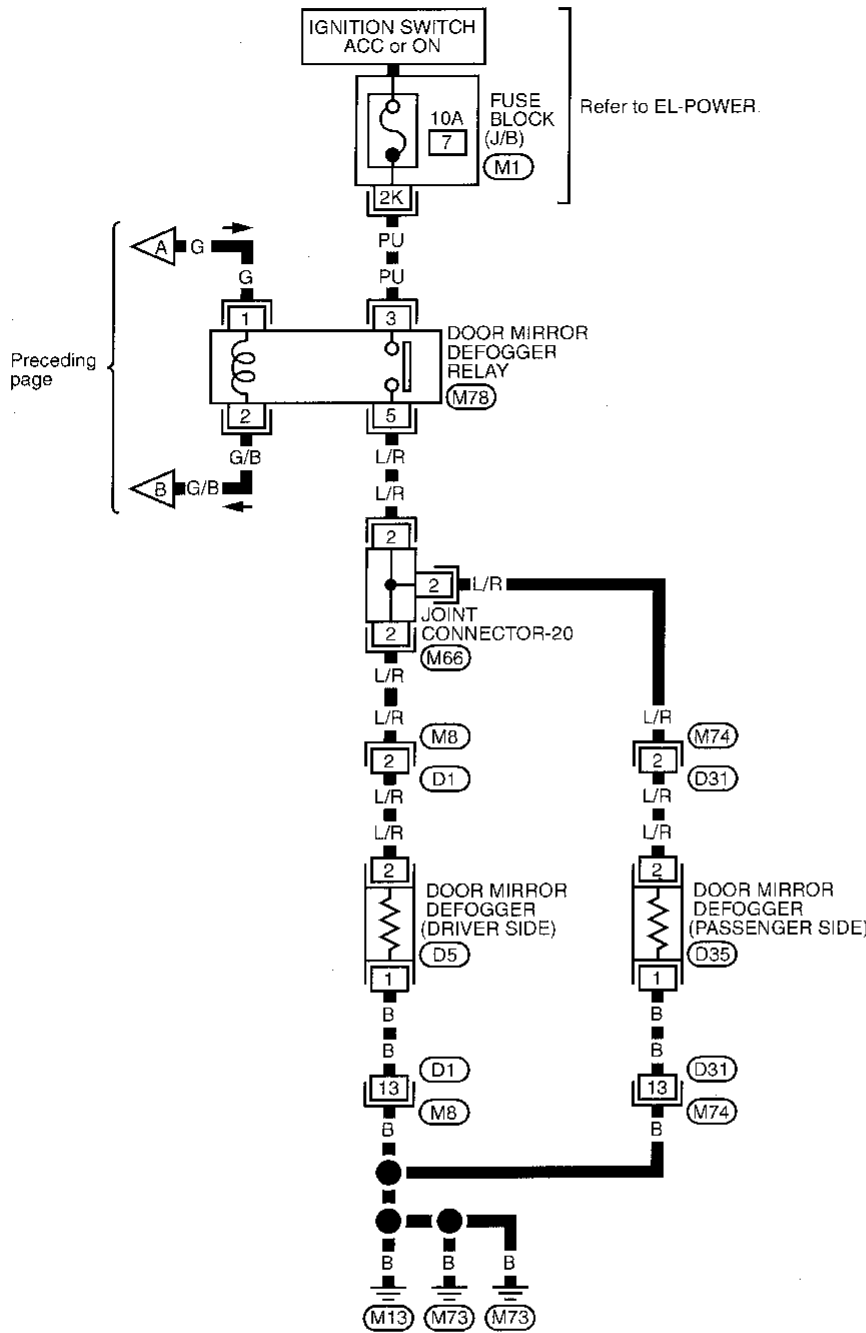 IGNITION SWITCH
ACC or ON
10A
7
FUSE
BLOCK
(J/B)
M1
Refer to EL-POWER.
2K
PU
PU
A
G
G
Preceding
page
1
3
DOOR MIRROR
DEFOGGER
RELAY
M78
2
5
G/B
B
G/B
L/R
L/R
2
2
L/R
JOINT
CONNECTOR-20
M66
2
L/R
L/R
L/R
M8
2
D1
M74
2
D31
L/R
L/R
L/R
L/R
2
2
DOOR MIRROR
DEFOGGER
(DRIVER SIDE)
D5
DOOR MIRROR
DEFOGGER
(PASSENGER SIDE)
D35
1
1
B
B
B
B
D1
13
M8
D31
13
M74
B
B
B
B
B
M13
M73
M73